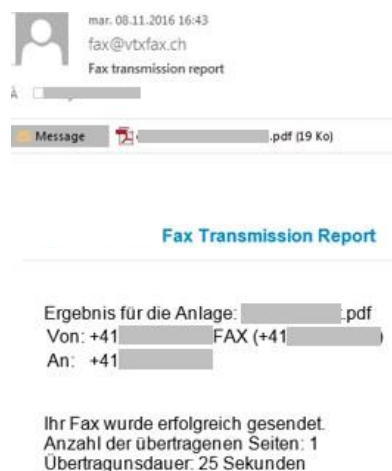 mar. 08.11.2016 16:43
fax@vtxfax.ch
Fax transmission report
À
Message .pdf (19 Ko)
Fax Transmission Report
Ergebnis für die Anlage: .pdf
Von: +41 FAX (+41 )
An: +41
Ihr Fax wurde erfolgreich gesendet.
Anzahl der übertragenen Seiten: 1
Übertragunsdauer: 25 Sekunden